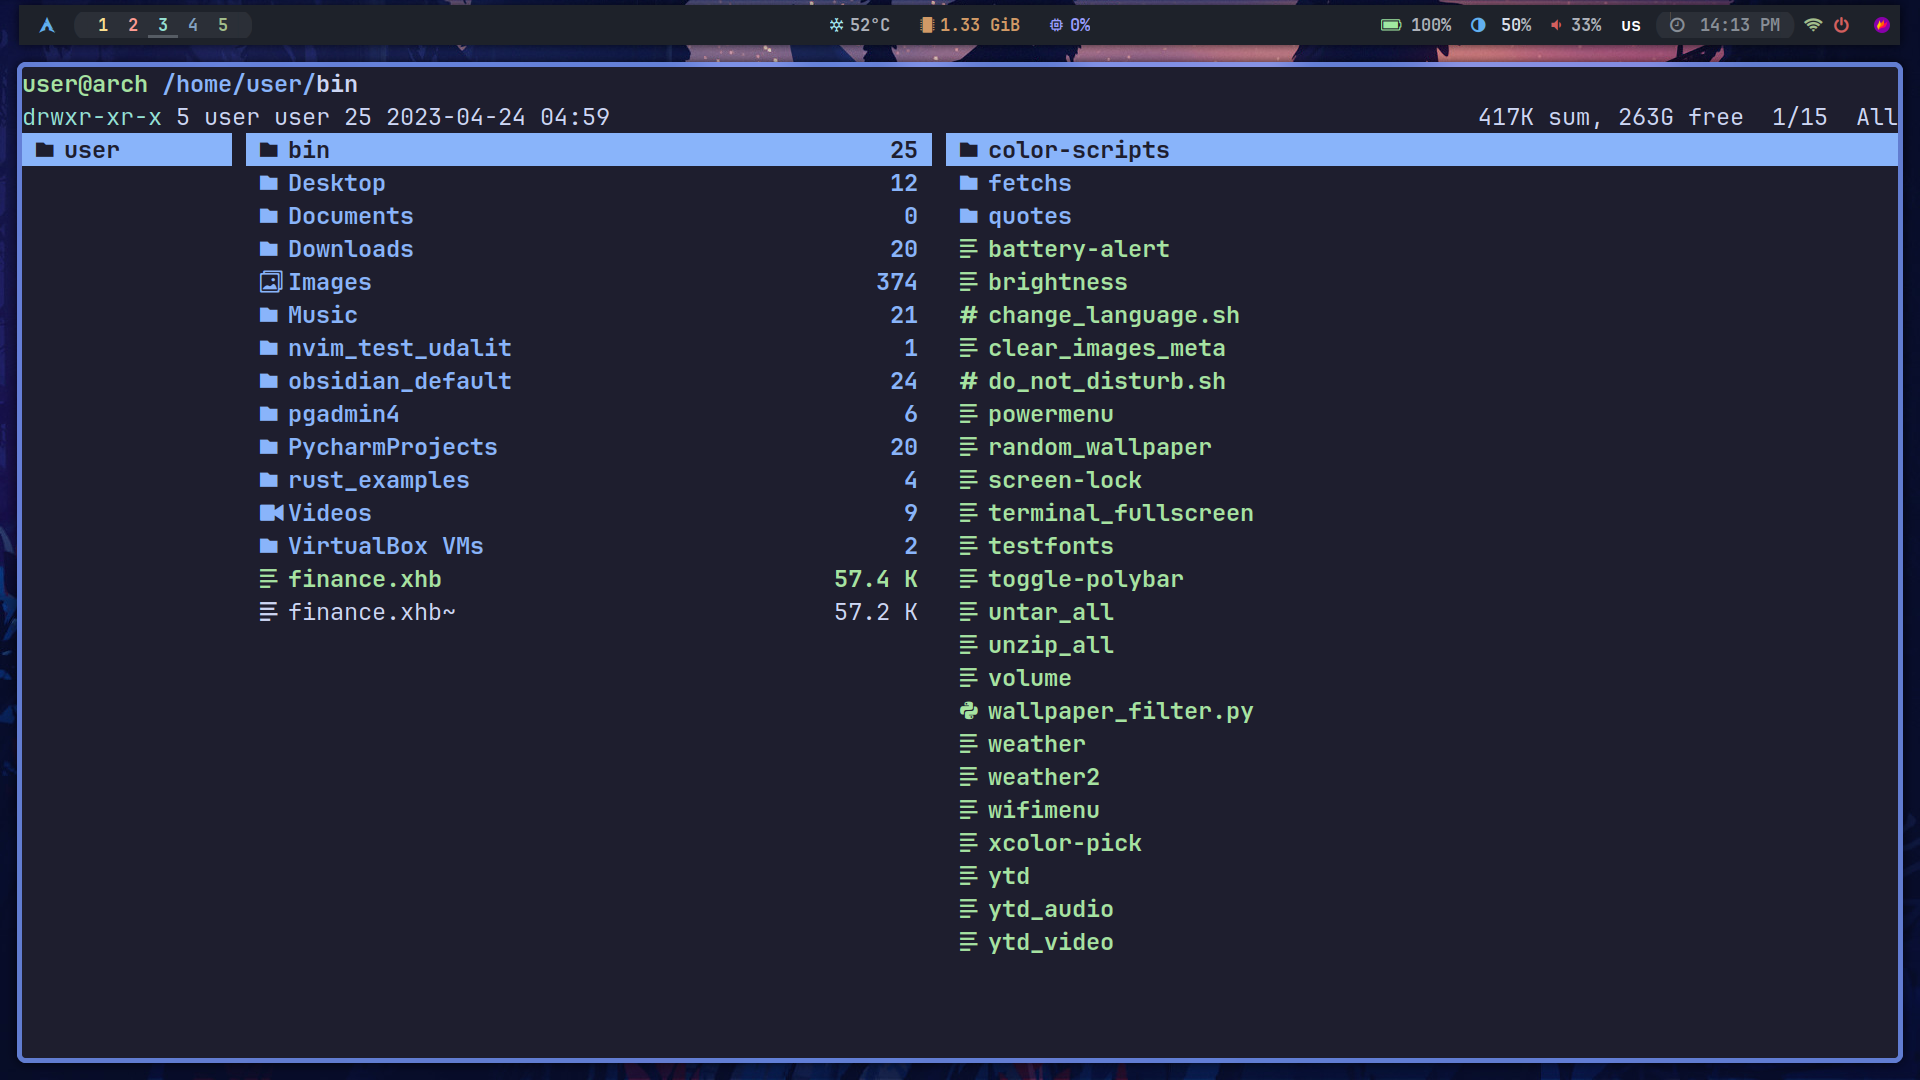 1 2 3 4 5 52°C 1.33 GiB 0% 100% 50% 33% US 14:13 PM
user@arch /home/user/bin
drwxr-xr-x 5 user user 25 2023-04-24 04:59 417K sum, 263G free 1/15 All
user bin 25 color-scripts
Desktop 12 fetchs
Documents 0 quotes
Downloads 20 battery-alert
Images 374 brightness
Music 21 # change_language.sh
nvim_test_udalit 1 clear_images_meta
obsidian_default 24 # do_not_disturb.sh
pgadmin4 6 powermenu
PycharmProjects 20 random_wallpaper
rust_examples 4 screen-lock
Videos 9 terminal_fullscreen
VirtualBox VMs 2 testfonts
finance.xhb 57.4 K toggle-polybar
finance.xhb~ 57.2 K untar_all
unzip_all
volume
wallpaper_filter.py
weather
weather2
wifimenu
xcolor-pick
ytd
ytd_audio
ytd_video